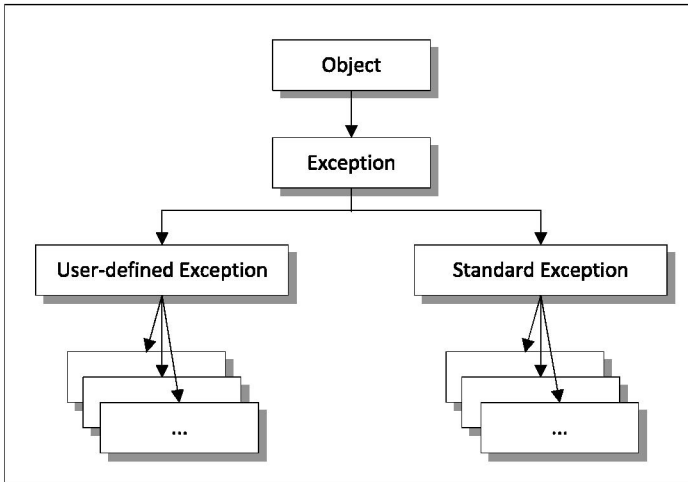 Object
Exception
User-defined Exception
Standard Exception
...
...